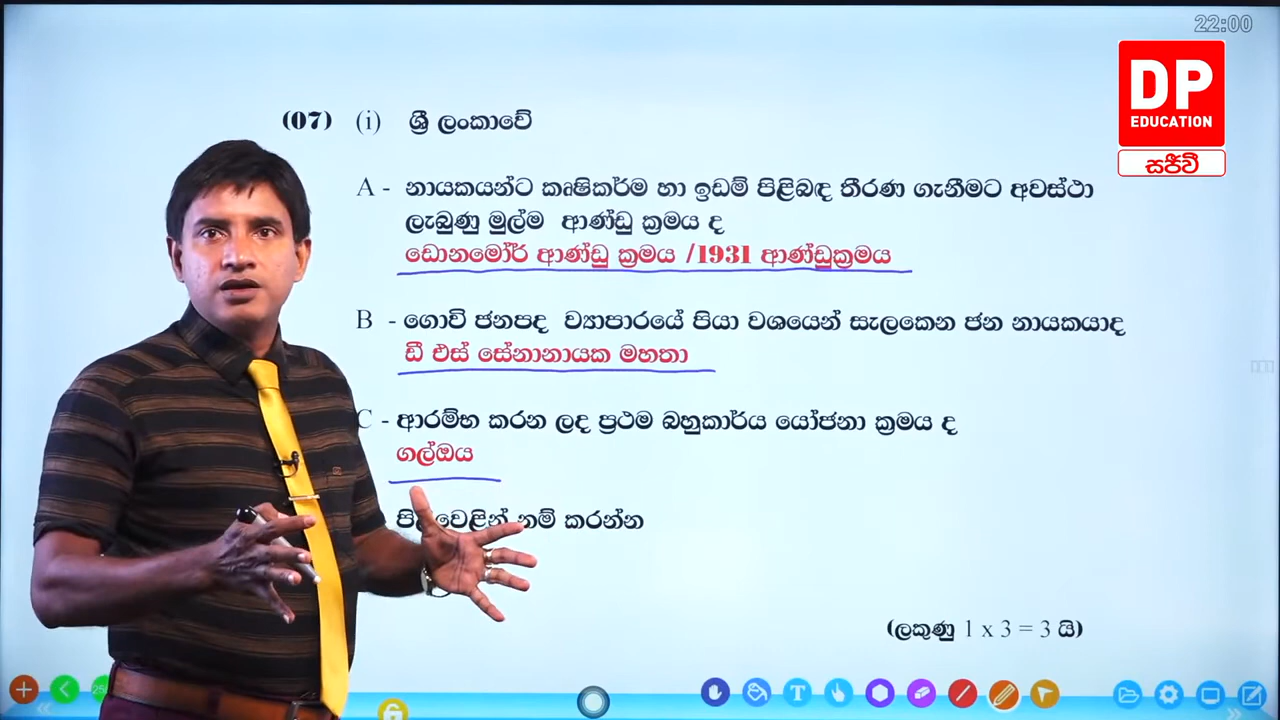 22:00
DP
EDUCATION
සජීවී
(07) (i) ශ්‍රී ලංකාවේ
A - නායකයන්ට කෘෂිකර්ම හා ඉඩම් පිළිබඳ තීරණ ගැනීමට අවස්ථා
ලැබුණු මුල්ම ආණ්ඩු ක්‍රමය ද
ඩොනමෝර් ආණ්ඩු ක්‍රමය /1931 ආණ්ඩුක්‍රමය
B - ගොවි ජනපද ව්‍යාපාරයේ පියා වශයෙන් සැලකෙන ජන නායකයාද
ඩී එස් සේනානායක මහතා
C - ආරම්භ කරන ලද ප්‍රථම බහුකාර්ය යෝජනා ක්‍රමය ද
ගල්ඔය
පිළිවෙළින් නම් කරන්න
(ලකුණු 1 x 3 = 3 යි)